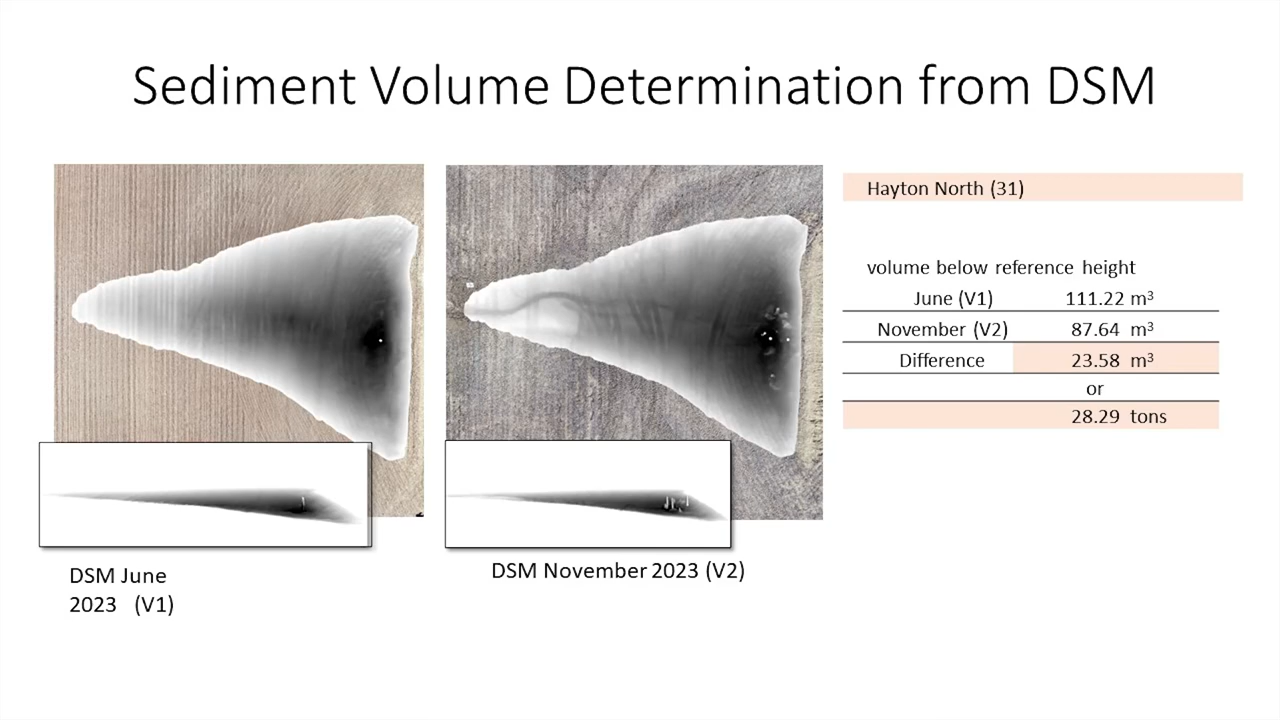 Sediment Volume Determination from DSM
Hayton North (31)
volume below reference height
June (V1) 111.22 m³
November (V2) 87.64 m³
Difference 23.58 m³
or
28.29 tons
DSM June
2023 (V1)
DSM November 2023 (V2)